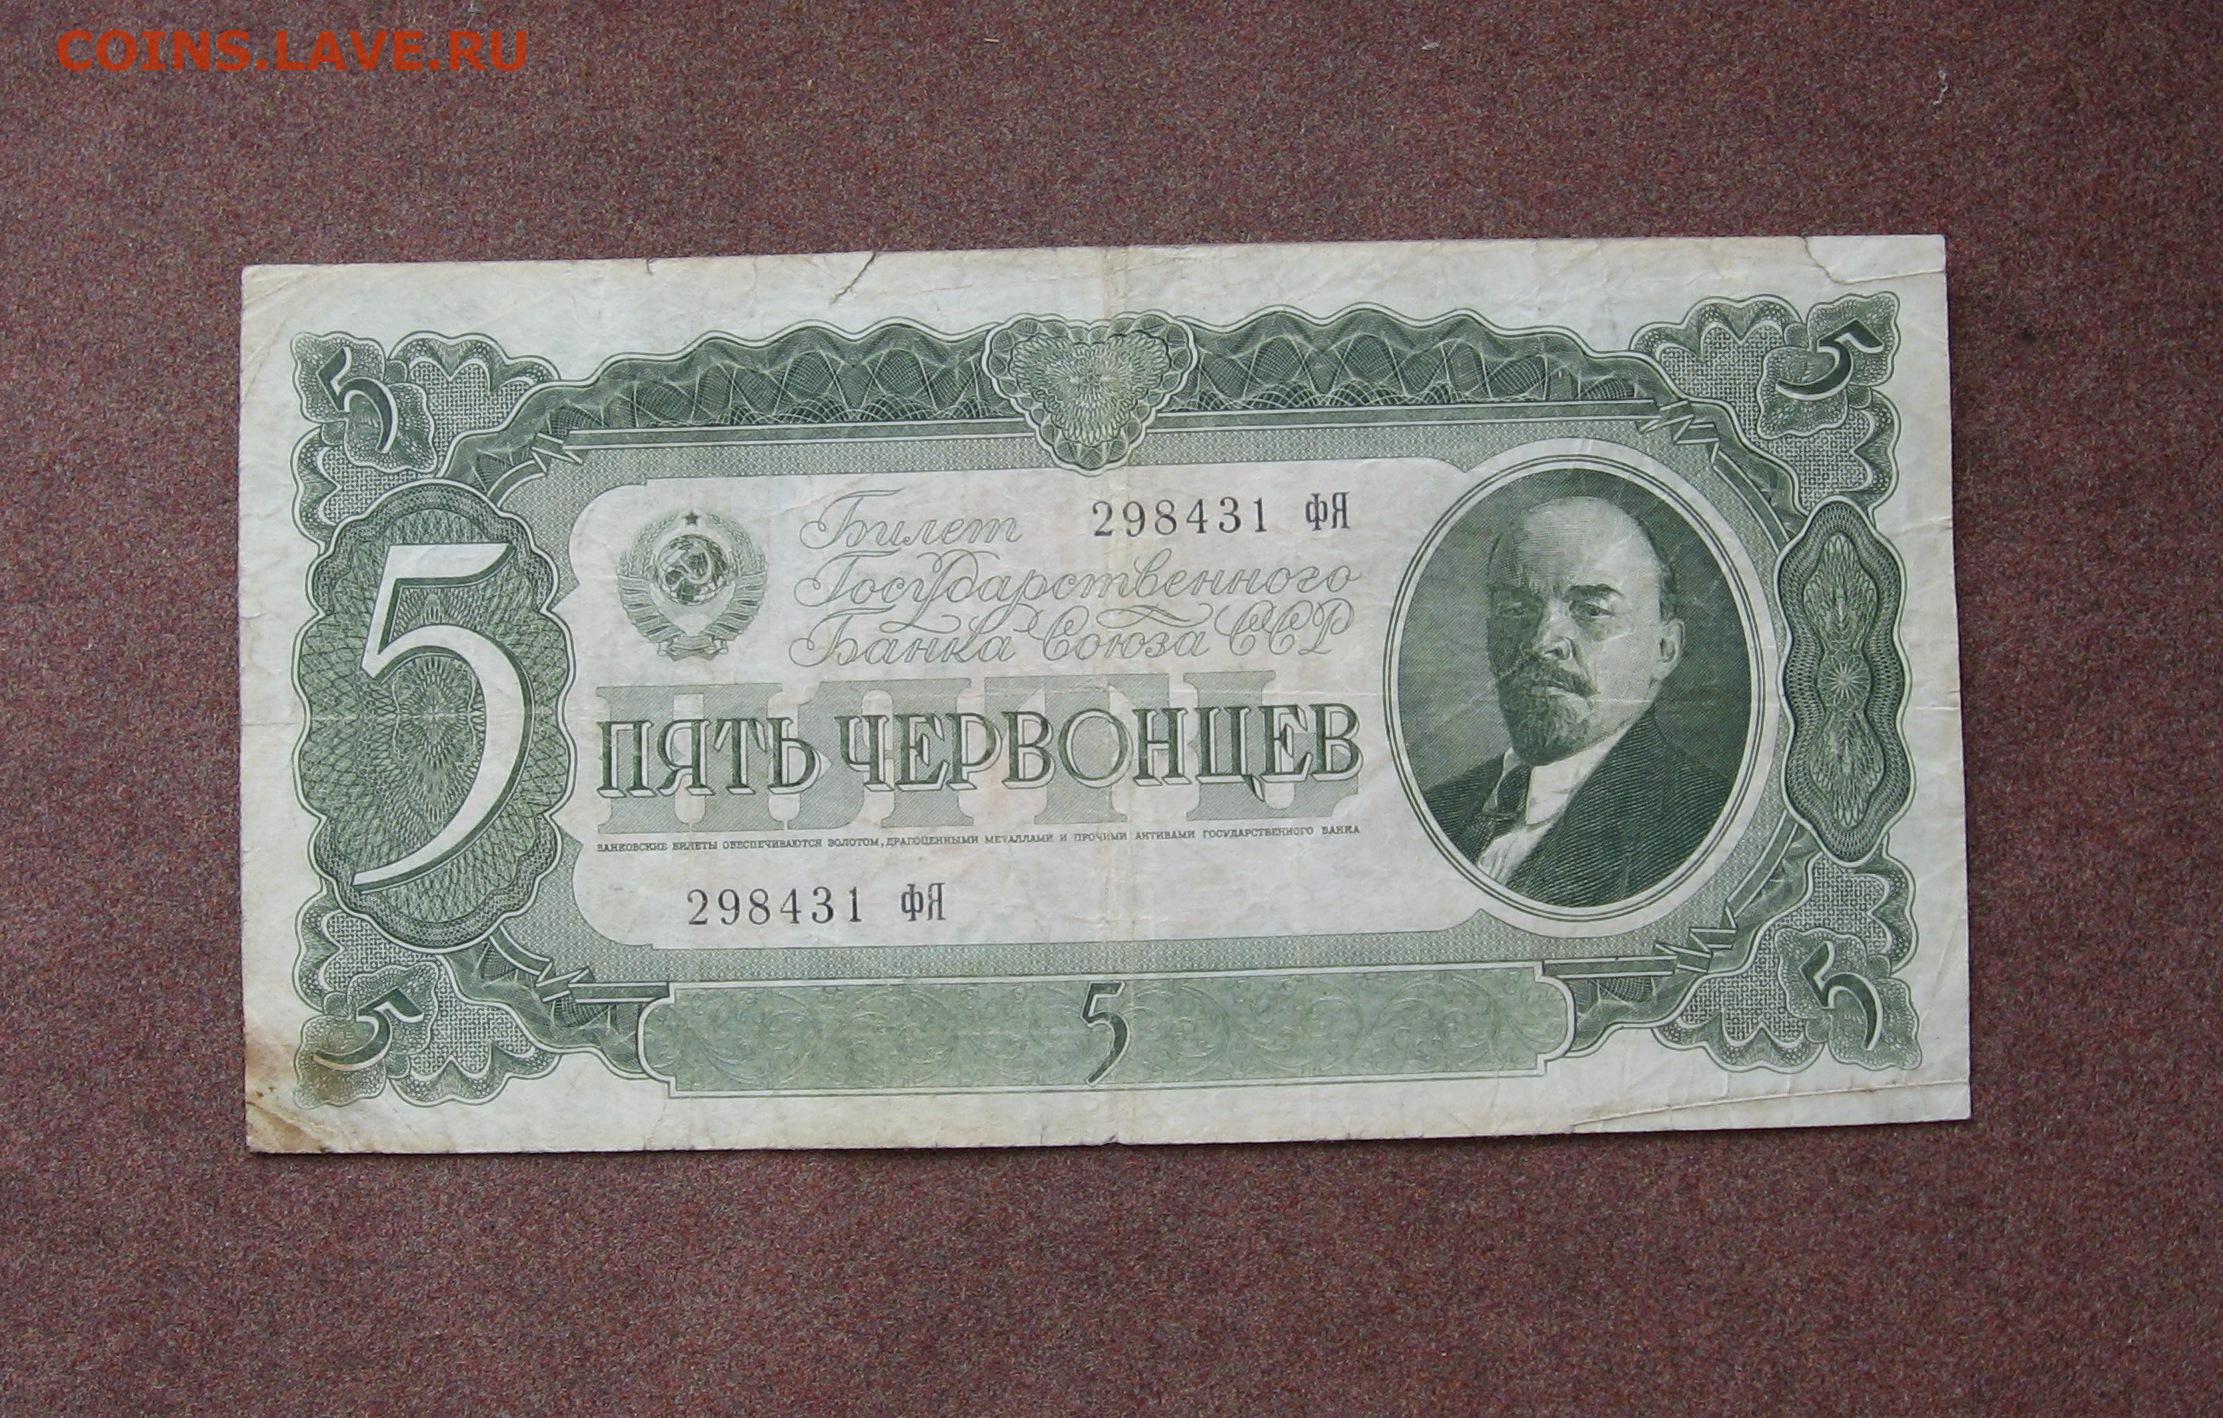 COINS.LAVE.RU
5 5
Билет 298431 ФЯ
Государственного
Банка Союза ССР
5
ПЯТЬ
ПЯТЬ ЧЕРВОНЦЕВ
БАНКОВСКИЕ БИЛЕТЫ ОБЕСПЕЧИВАЮТСЯ ЗОЛОТОМ, ДРАГОЦЕННЫМИ МЕТАЛЛАМИ И ПРОЧИМИ АКТИВАМИ ГОСУДАРСТВЕННОГО БАНКА
298431 ФЯ
5 5 5